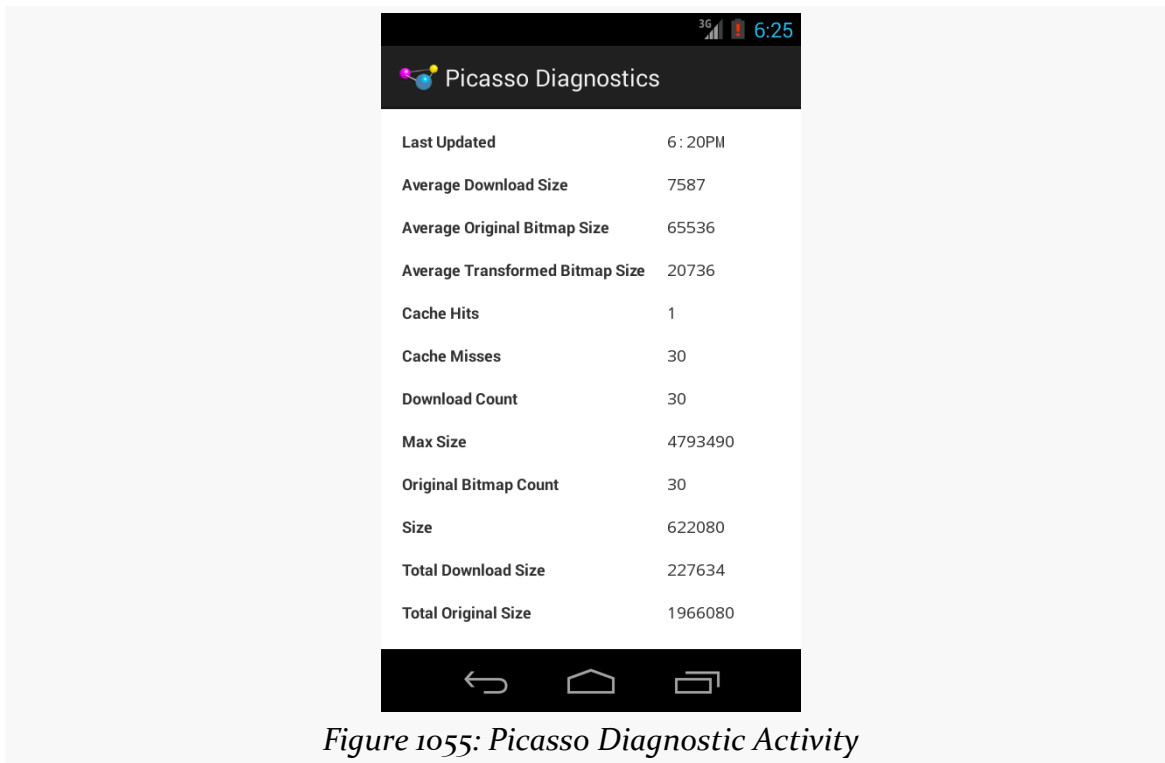 3G 6:25
Picasso Diagnostics
Last Updated 6:20PM
Average Download Size 7587
Average Original Bitmap Size 65536
Average Transformed Bitmap Size 20736
Cache Hits 1
Cache Misses 30
Download Count 30
Max Size 4793490
Original Bitmap Count 30
Size 622080
Total Download Size 227634
Total Original Size 1966080
Figure 1055: Picasso Diagnostic Activity